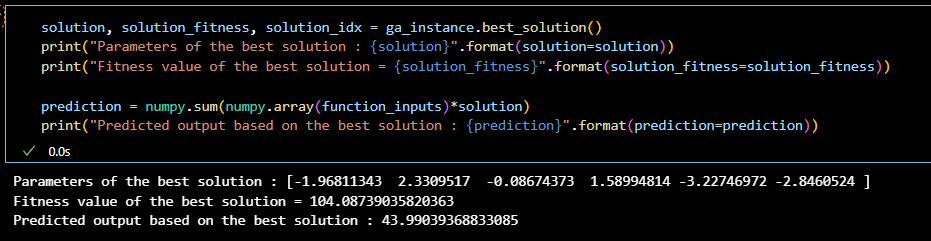 solution, solution_fitness, solution_idx = ga_instance.best_solution()
print("Parameters of the best solution : {solution}".format(solution=solution))
print("Fitness value of the best solution = {solution_fitness}".format(solution_fitness=solution_fitness))
prediction = numpy.sum(numpy.array(function_inputs)*solution)
print("Predicted output based on the best solution : {prediction}".format(prediction=prediction))
0.0s
Parameters of the best solution : [-1.96811343  2.3309517  -0.08674373  1.58994814 -3.22746972 -2.8460524 ]
Fitness value of the best solution = 104.08739035820363
Predicted output based on the best solution : 43.99039368833085